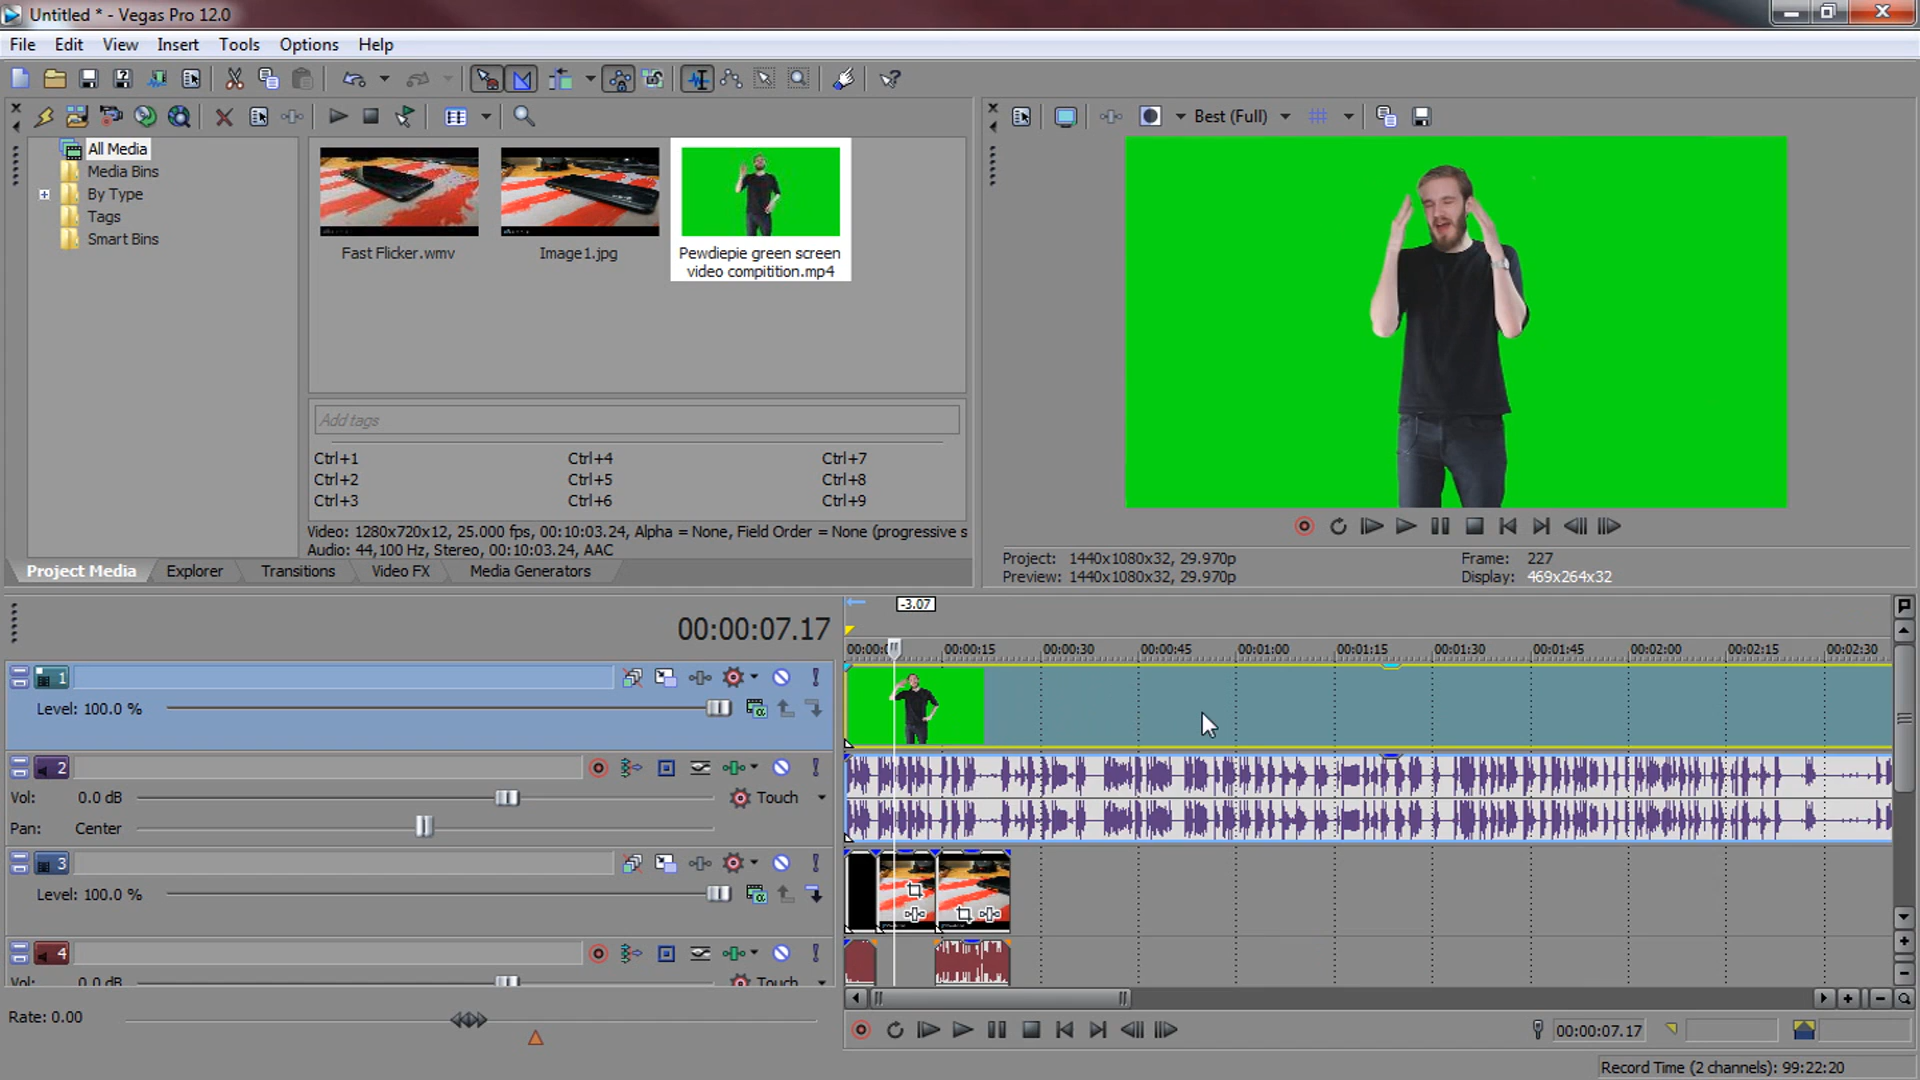 Untitled * - Vegas Pro 12.0
File Edit View Insert Tools Options Help
Best (Full)
All Media
Media Bins
By Type
Tags
Smart Bins
Fast Flicker.wmv
Image1.jpg
Pewdiepie green screen
video compitition.mp4
Add tags
Ctrl+1 Ctrl+4 Ctrl+7
Ctrl+2 Ctrl+5 Ctrl+8
Ctrl+3 Ctrl+6 Ctrl+9
Video: 1280x720x12, 25.000 fps, 00:10:03.24, Alpha = None, Field Order = None (progressive s
Audio: 44,100 Hz, Stereo, 00:10:03.24, AAC
Project Media Explorer Transitions Video FX Media Generators
Project: 1440x1080x32, 29.970p Frame: 227
Preview: 1440x1080x32, 29.970p Display: 469x264x32
-3.07
00:00:07.17
00:00:15 00:00:30 00:00:45 00:01:00 00:01:15 00:01:30 00:01:45 00:02:00 00:02:15 00:02:30
1
Level: 100.0 %
2
Vol: 0.0 dB Touch
Pan: Center
3
Level: 100.0 %
4
Vol: 0.0 dB Touch
Rate: 0.00
00:00:07.17
Record Time (2 channels): 99:22:20